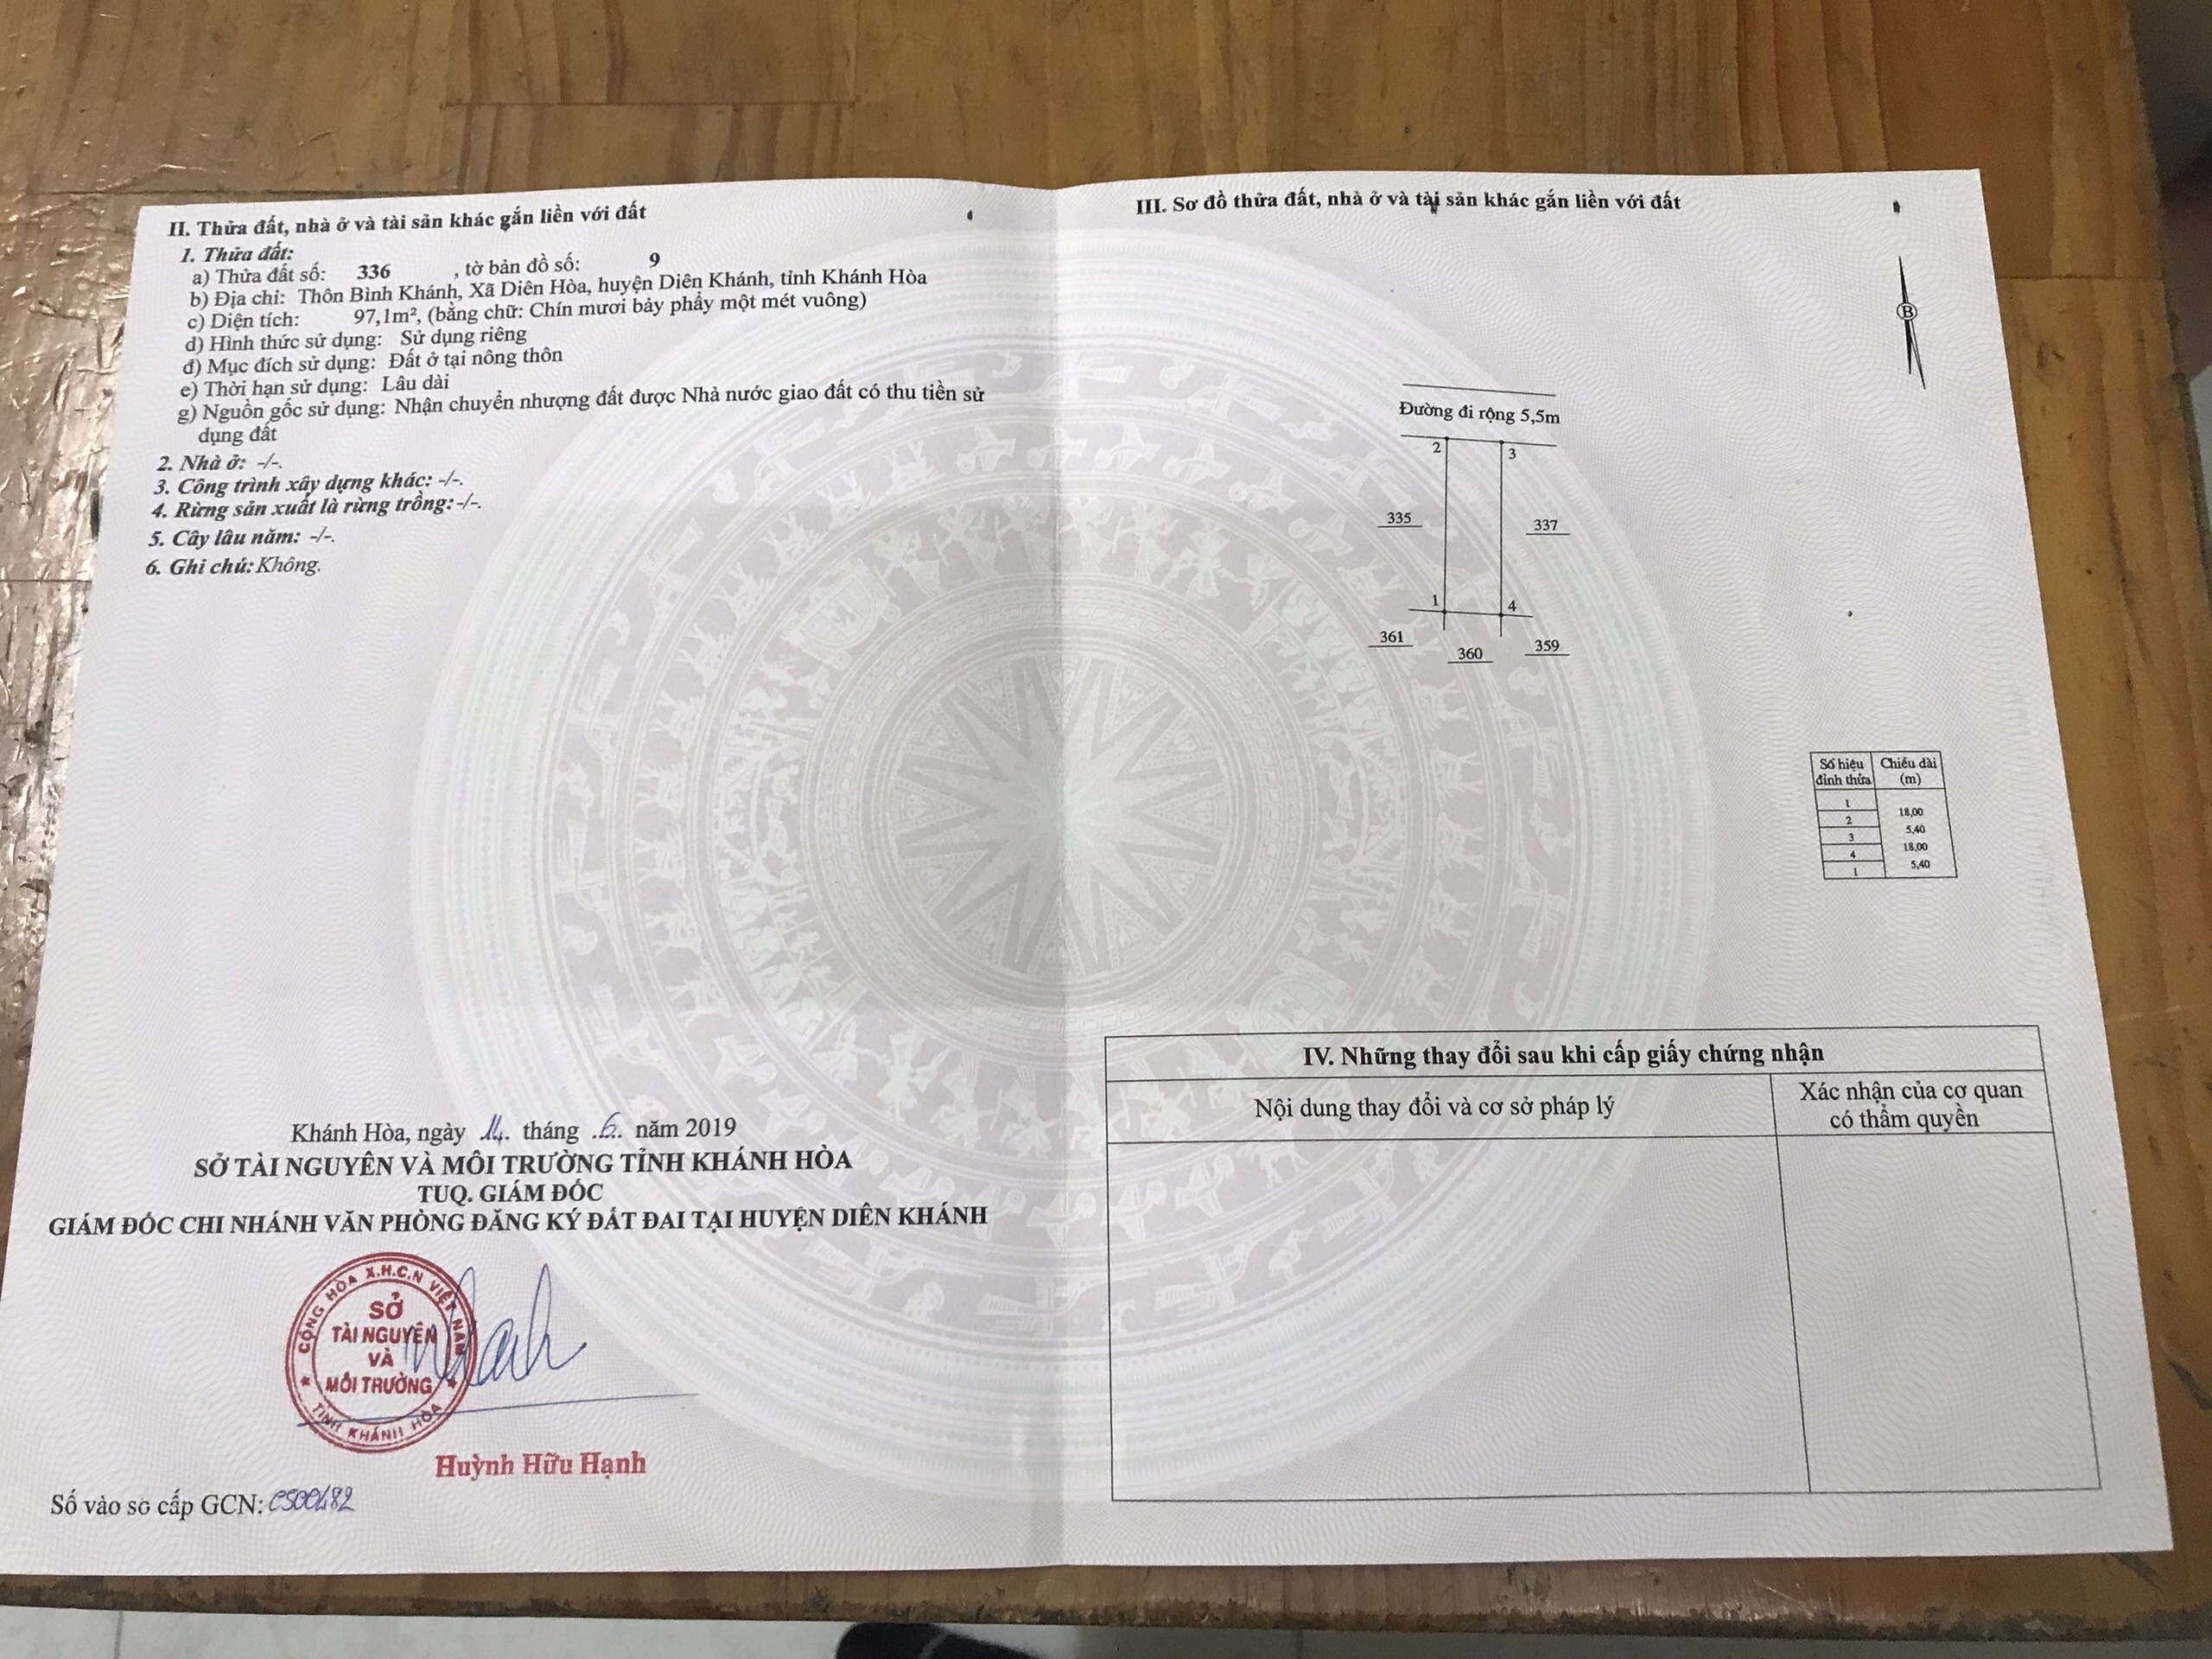 II. Thửa đất, nhà ở và tài sản khác gắn liền với đất
1. Thửa đất:
a) Thửa đất số: 336 , tờ bản đồ số: 9
b) Địa chỉ: Thôn Bình Khánh, Xã Diên Hòa, huyện Diên Khánh, tỉnh Khánh Hòa
c) Diện tích: 97,1m², (bằng chữ: Chín mươi bảy phẩy một mét vuông)
d) Hình thức sử dụng: Sử dụng riêng
đ) Mục đích sử dụng: Đất ở tại nông thôn
e) Thời hạn sử dụng: Lâu dài
g) Nguồn gốc sử dụng: Nhận chuyển nhượng đất được Nhà nước giao đất có thu tiền sử
dụng đất
2. Nhà ở: -/-.
3. Công trình xây dựng khác: -/-.
4. Rừng sản xuất là rừng trồng: -/-.
5. Cây lâu năm: -/-.
6. Ghi chú: Không.
Khánh Hòa, ngày 14. tháng .6. năm 2019
SỞ TÀI NGUYÊN VÀ MÔI TRƯỜNG TỈNH KHÁNH HÒA
TUQ. GIÁM ĐỐC
GIÁM ĐỐC CHI NHÁNH VĂN PHÒNG ĐĂNG KÝ ĐẤT ĐAI TẠI HUYỆN DIÊN KHÁNH
CỘNG HÒA X.H.C.N VIỆT NAM
SỞ
TÀI NGUYÊN
VÀ
MÔI TRƯỜNG
TỈNH KHÁNH HÒA
Huỳnh Hữu Hạnh
Số vào sổ cấp GCN: CS00482
III. Sơ đồ thửa đất, nhà ở và tài sản khác gắn liền với đất
B
Đường đi rộng 5,5m
2 3
335 337
1 4
361 360 359
Số hiệu đỉnh thửa Chiều dài (m)
1
18,00
2
5,40
3
18,00
4
5,40
1
IV. Những thay đổi sau khi cấp giấy chứng nhận
Nội dung thay đổi và cơ sở pháp lý
Xác nhận của cơ quan
có thẩm quyền